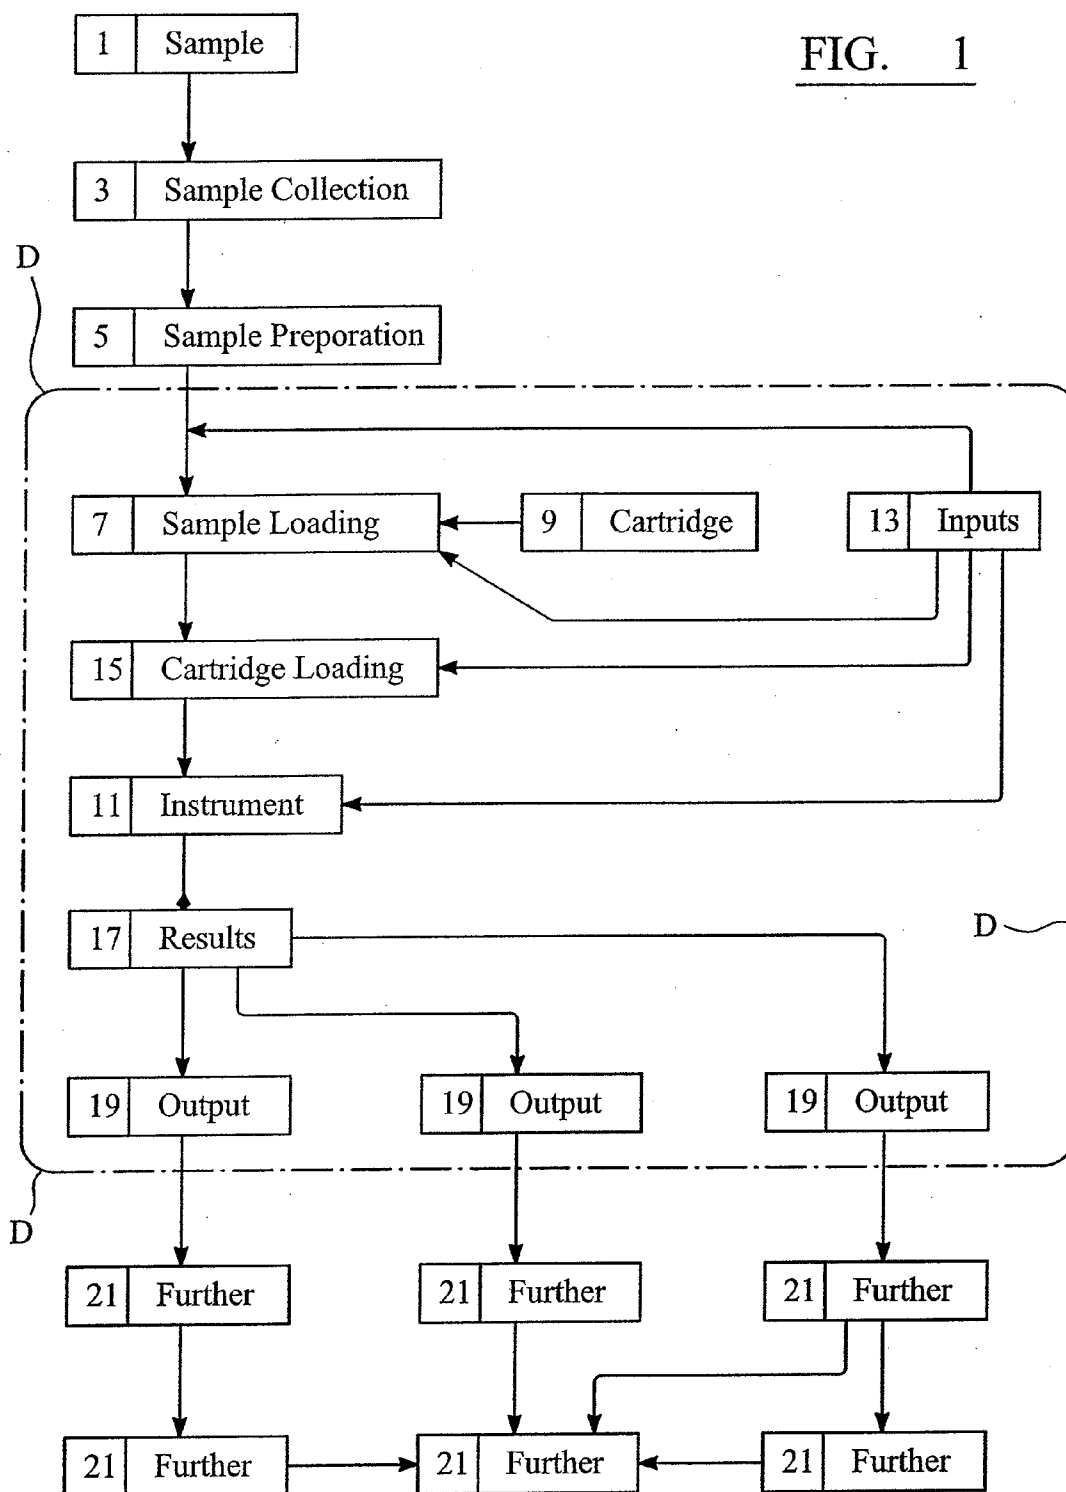 FIG. 1
1 Sample
3 Sample Collection
D
5 Sample Preporation
7 Sample Loading
9 Cartridge
13 Inputs
15 Cartridge Loading
11 Instrument
17 Results
D
19 Output
19 Output
19 Output
D
21 Further
21 Further
21 Further
21 Further
21 Further
21 Further